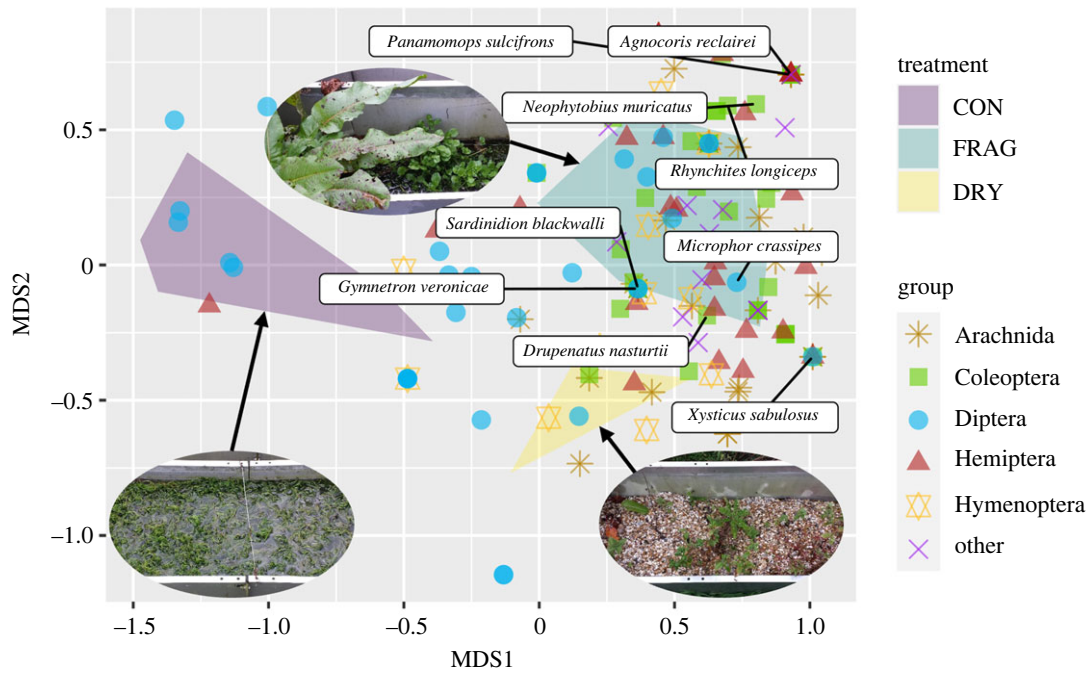 Panamomops sulcifrons
Agnocoris reclairei
Neophytobius muricatus
Rhynchites longiceps
Sardinidion blackwalli
Microphor crassipes
Gymnetron veronicae
Drupenatus nasturtii
Xysticus sabulosus
MDS2
0.5
0
–0.5
–1.0
–1.5
–1.0
–0.5
0
0.5
1.0
MDS1
treatment
CON
FRAG
DRY
group
Arachnida
Coleoptera
Diptera
Hemiptera
Hymenoptera
other